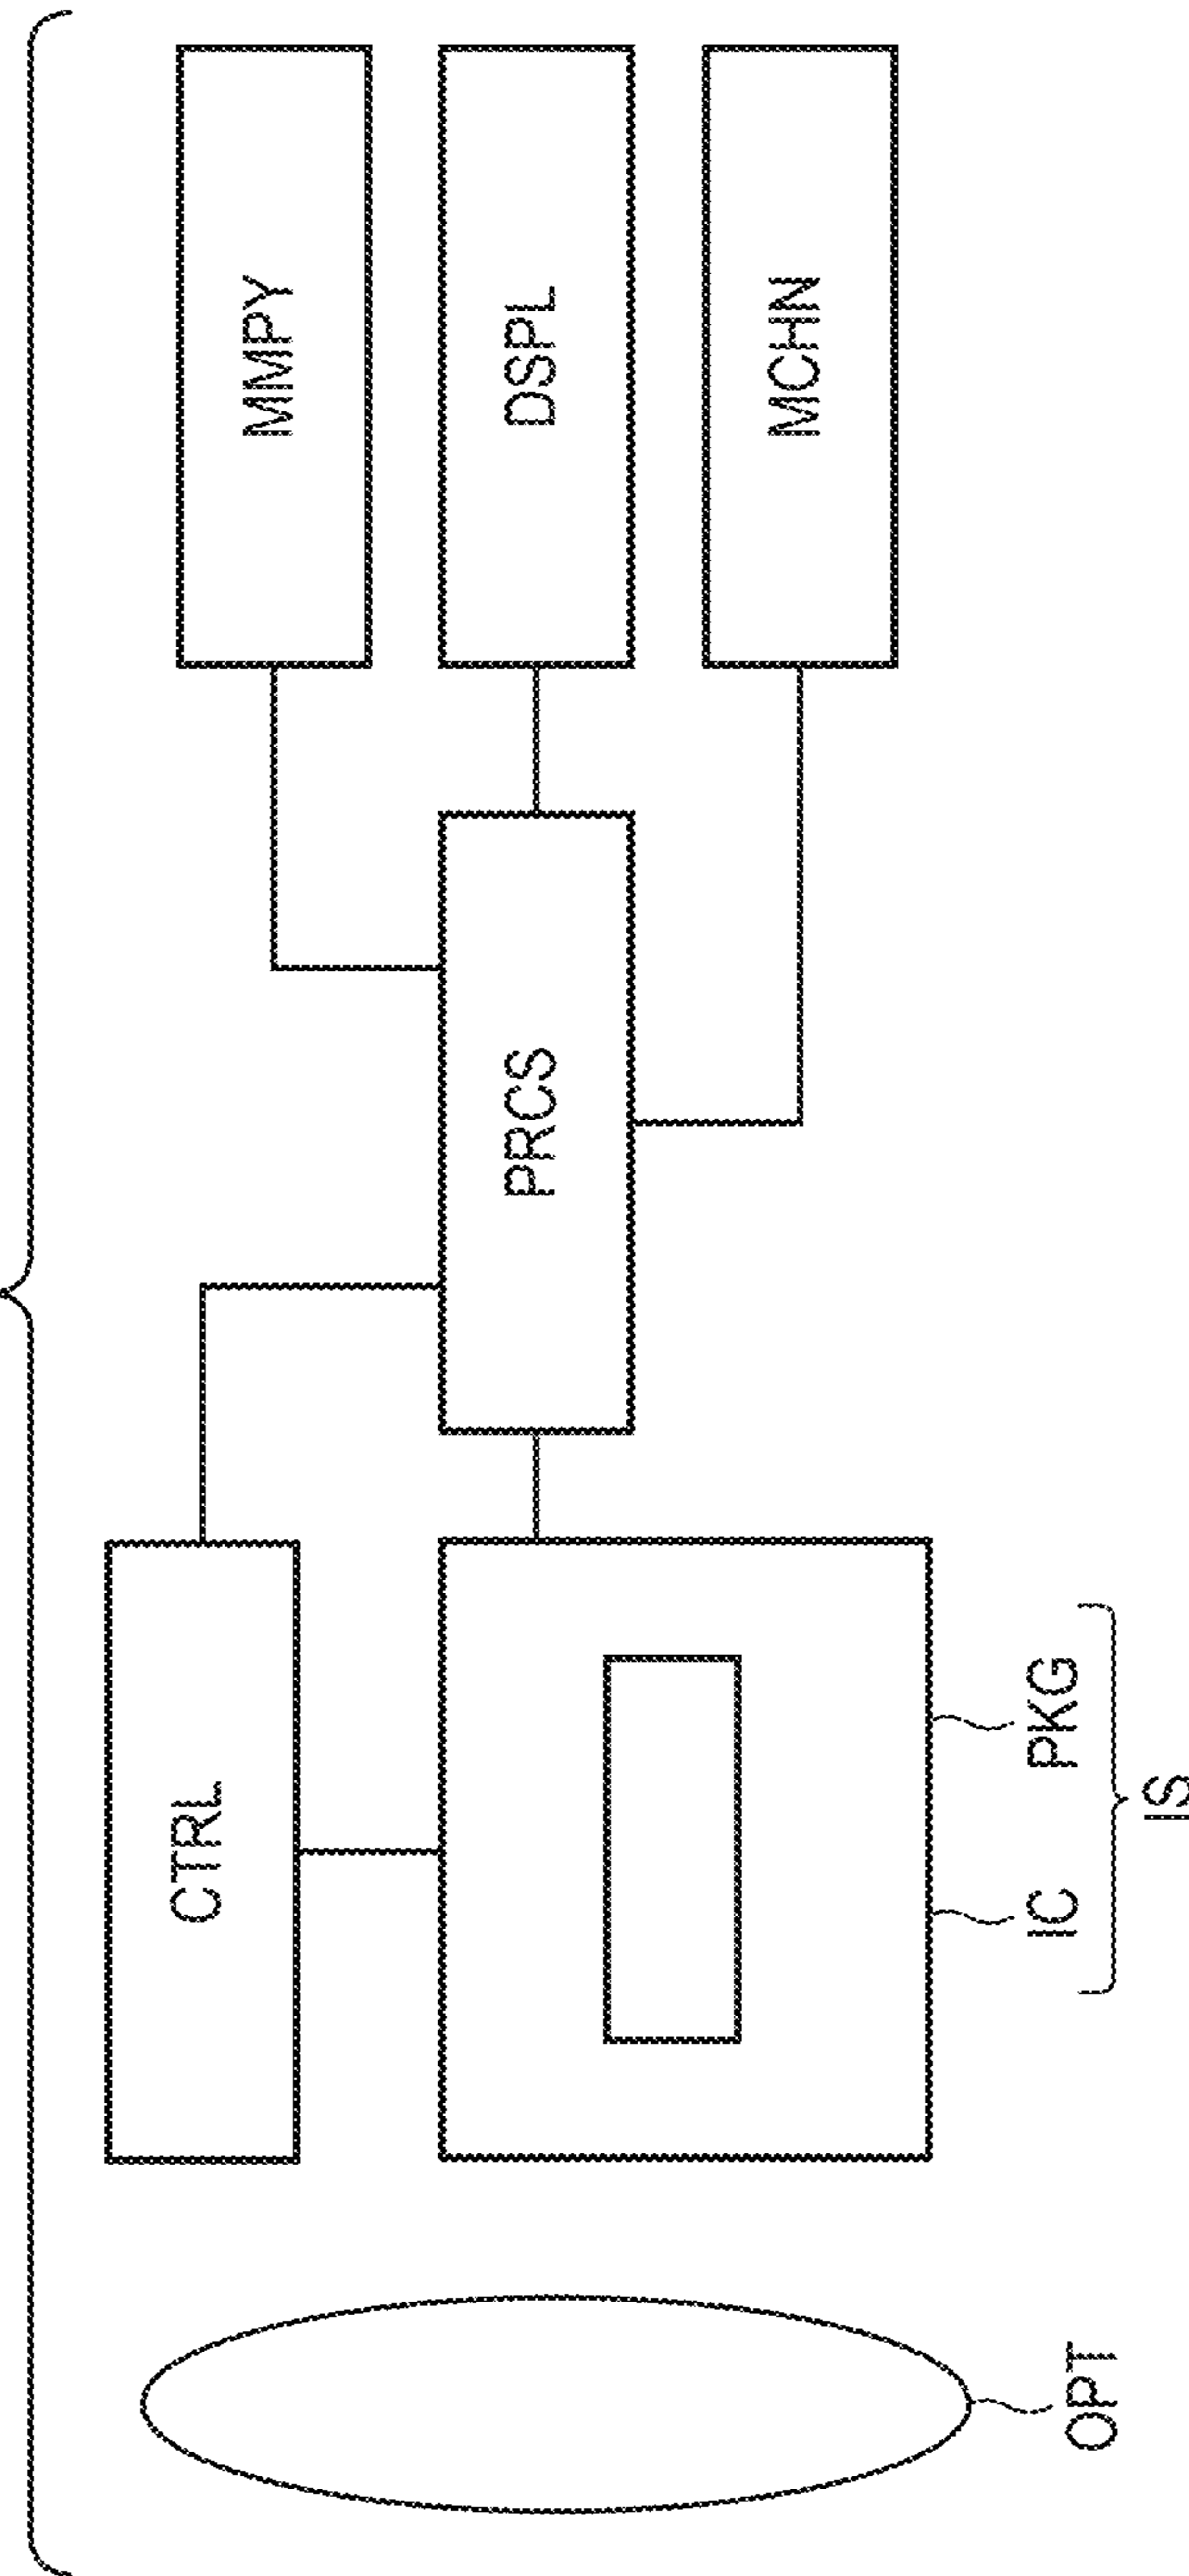 OPT
CTRL
IC
PKG
IS
PRCS
MMPY
DSPL
MCHN